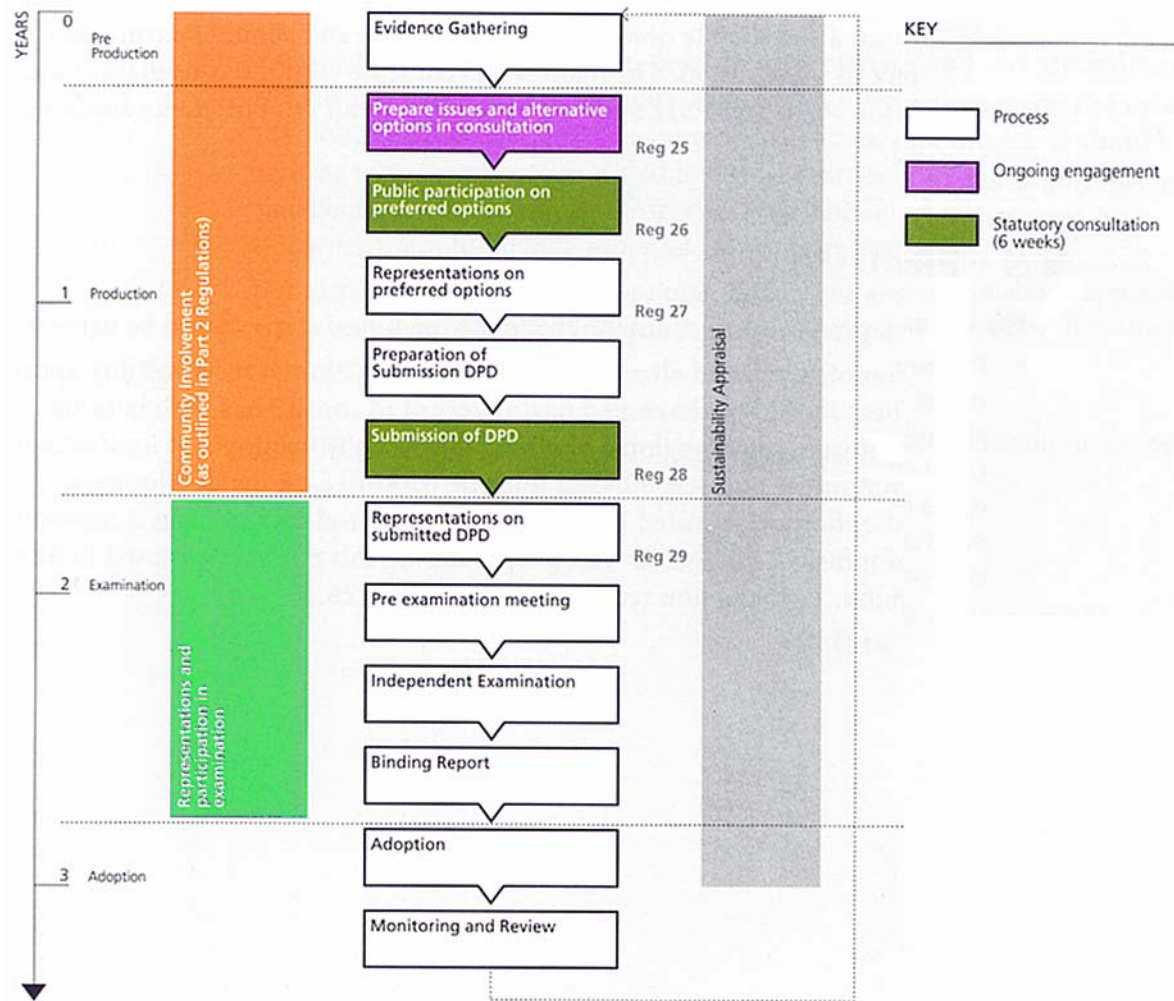 YEARS
0
Pre
Production
1
Production
2
Examination
3
Adoption
Community Involvement
(as outlined in Part 2 Regulations)
Representations and
participation in
examination
Evidence Gathering
Prepare issues and alternative
options in consultation
Reg 25
Public participation on
preferred options
Reg 26
Representations on
preferred options
Reg 27
Preparation of
Submission DPD
Submission of DPD
Reg 28
Representations on
submitted DPD
Reg 29
Pre examination meeting
Independent Examination
Binding Report
Adoption
Monitoring and Review
Sustainability Appraisal
KEY
Process
Ongoing engagement
Statutory consultation
(6 weeks)